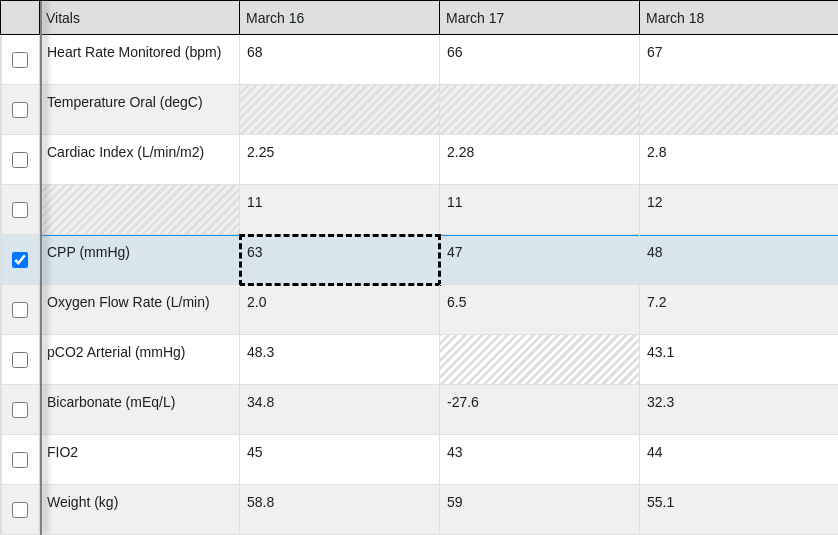 Vitals March 16 March 17 March 18
Heart Rate Monitored (bpm) 68 66 67
Temperature Oral (degC)
Cardiac Index (L/min/m2) 2.25 2.28 2.8
11 11 12
CPP (mmHg) 63 47 48
Oxygen Flow Rate (L/min) 2.0 6.5 7.2
pCO2 Arterial (mmHg) 48.3 43.1
Bicarbonate (mEq/L) 34.8 -27.6 32.3
FIO2 45 43 44
Weight (kg) 58.8 59 55.1